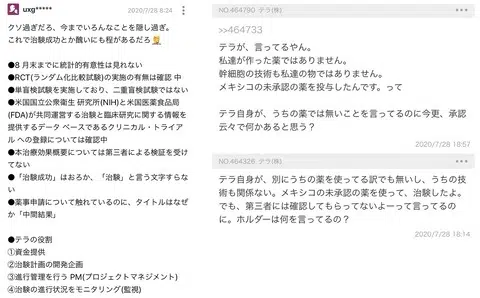 uxg*****
2020/7/28 8:24
クソ過ぎだろ、今までいろんなことを隠し過ぎ。
これで治験成功とか醜いにも程があるだろ
●8 月末までに統計的有意性は見れない
●RCT(ランダム化比較試験)の実施の有無は確認 中
●単盲検試験を実施しており、二重盲検試験ではない
●米国国立公衆衛生 研究所(NIH)と米国医薬食品局
(FDA)が共同運営する治験と臨床研究に関する情報を
提供するデータ ベースであるクリニカル・トライア
ル への登録については確認中
●本治療効果概要については第三者による検証を受け
てない
●「治験成功」はおろか、「治験」と言う文字すらな
い
●薬事申請について触れているのに、タイトルはなぜ
か「中間結果」
●テラの役割
①資金提供
②治験計画の開発企画
③進行管理を行う PM(プロジェクトマネジメント)
④治験の進行状況をモニタリング(監視)
NO.464790 テラ(株)
>>464733
テラが、言ってるやん。
私達が作った薬ではありません。
幹細胞の技術も私達の物ではありません。
メキシコの未承認の薬を投与したんです。って
テラ自身が、うちの薬では無いことを言ってるのに今更、承認
云々で何かあると思う？
2020/7/28 18:57
NO.464326 テラ(株)
テラ自身が、別にうちの薬を使ってる訳でも無いし、うちの技
術も関係ない。メキシコの未承認の薬を使って、治験したよ。
でも、第三者には確認してもらってないよーって言ってるの
に。ホルダーは何を言ってるの？
2020/7/28 18:14